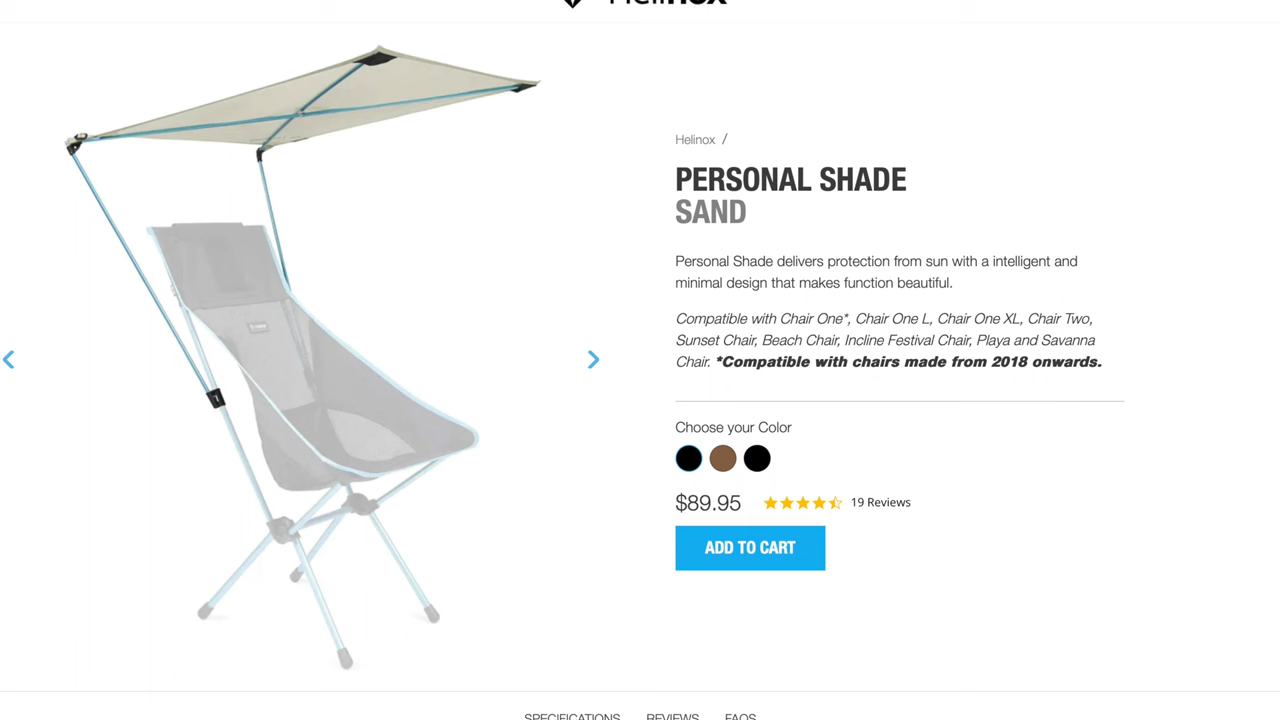 Helinox
Helinox /
PERSONAL SHADE
SAND
Personal Shade delivers protection from sun with a intelligent and
minimal design that makes function beautiful.
Compatible with Chair One*, Chair One L, Chair One XL, Chair Two,
Sunset Chair, Beach Chair, Incline Festival Chair, Playa and Savanna
Chair. *Compatible with chairs made from 2018 onwards.
Choose your Color
$89.95 19 Reviews
ADD TO CART
SPECIFICATIONS REVIEWS FAQS